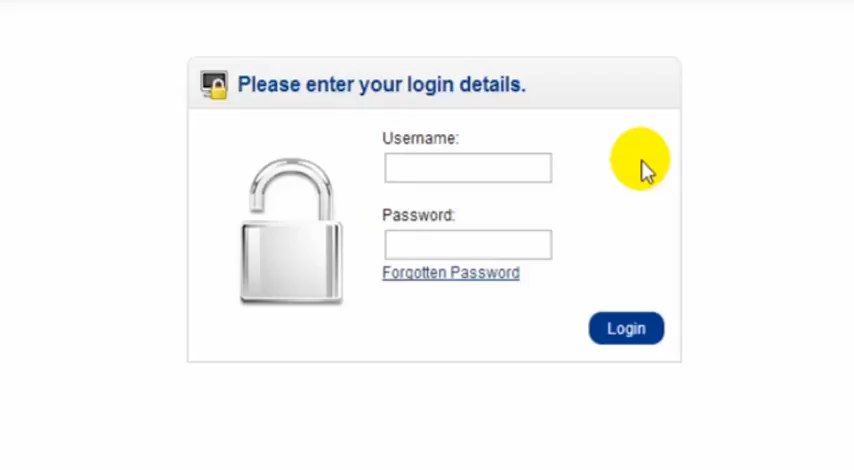 Please enter your login details.
Username:
Password:
Forgotten Password
Login